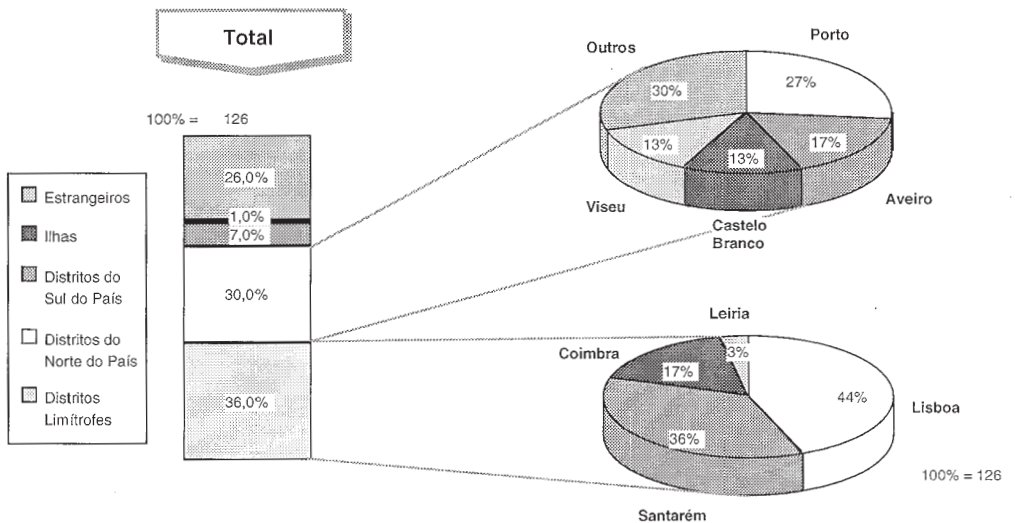 Total
100% = 126
26,0%
1,0%
7,0%
30,0%
36,0%
Estrangeiros
Ilhas
Distritos do
Sul do País
Distritos do
Norte do País
Distritos
Limítrofes
Outros
Porto
30%
27%
13%
13%
17%
Viseu
Castelo
Branco
Aveiro
Leiria
Coimbra
3%
17%
44%
Lisboa
36%
100% = 126
Santarém